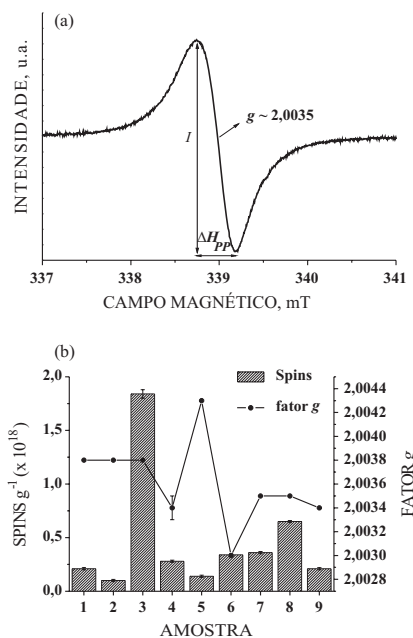 (a)
INTENSIDADE, u.a.
g ~ 2,0035
I
ΔH_PP
337 338 339 340 341
CAMPO MAGNÉTICO, mT
(b)
SPINS g⁻¹ (x 10¹⁸)
2,0
1,5
1,0
0,5
0,0
Spins
fator g
2,0044
2,0042
2,0040
2,0038
2,0036
2,0034
2,0032
2,0030
2,0028
FATOR g
1 2 3 4 5 6 7 8 9
AMOSTRA